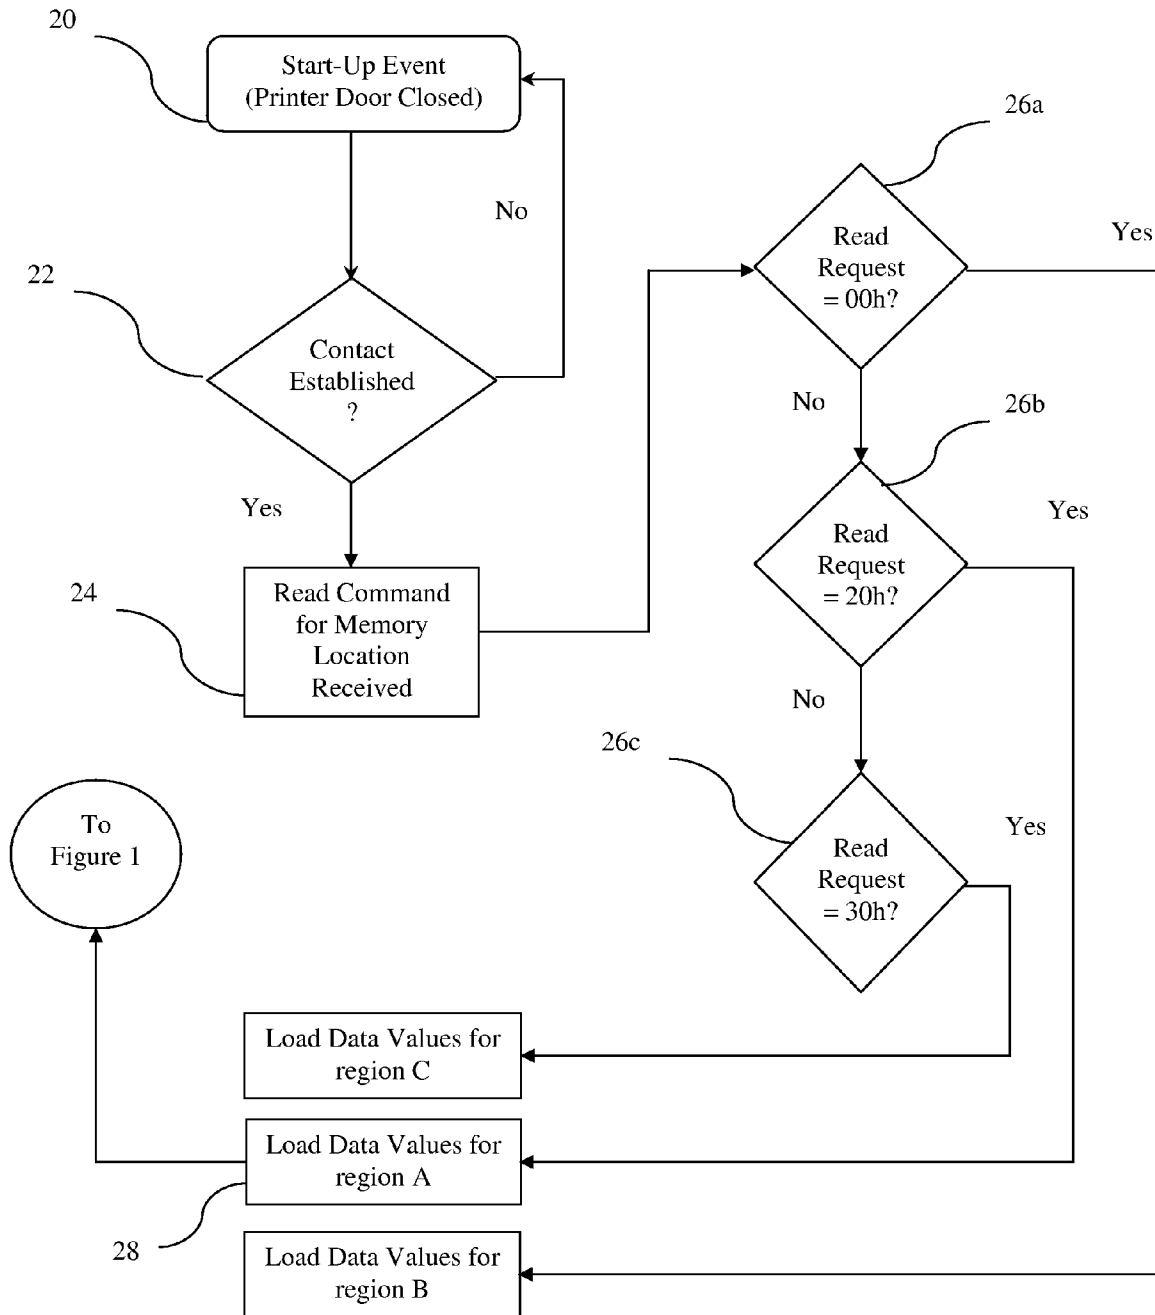 20
Start-Up Event
(Printer Door Closed)
No
22
Contact
Established
?
Yes
24
Read Command
for Memory
Location
Received
26a
Read
Request
= 00h?
Yes
No
26b
Read
Request
= 20h?
Yes
No
26c
Read
Request
= 30h?
Yes
To
Figure 1
Load Data Values for
region C
Load Data Values for
region A
28
Load Data Values for
region B